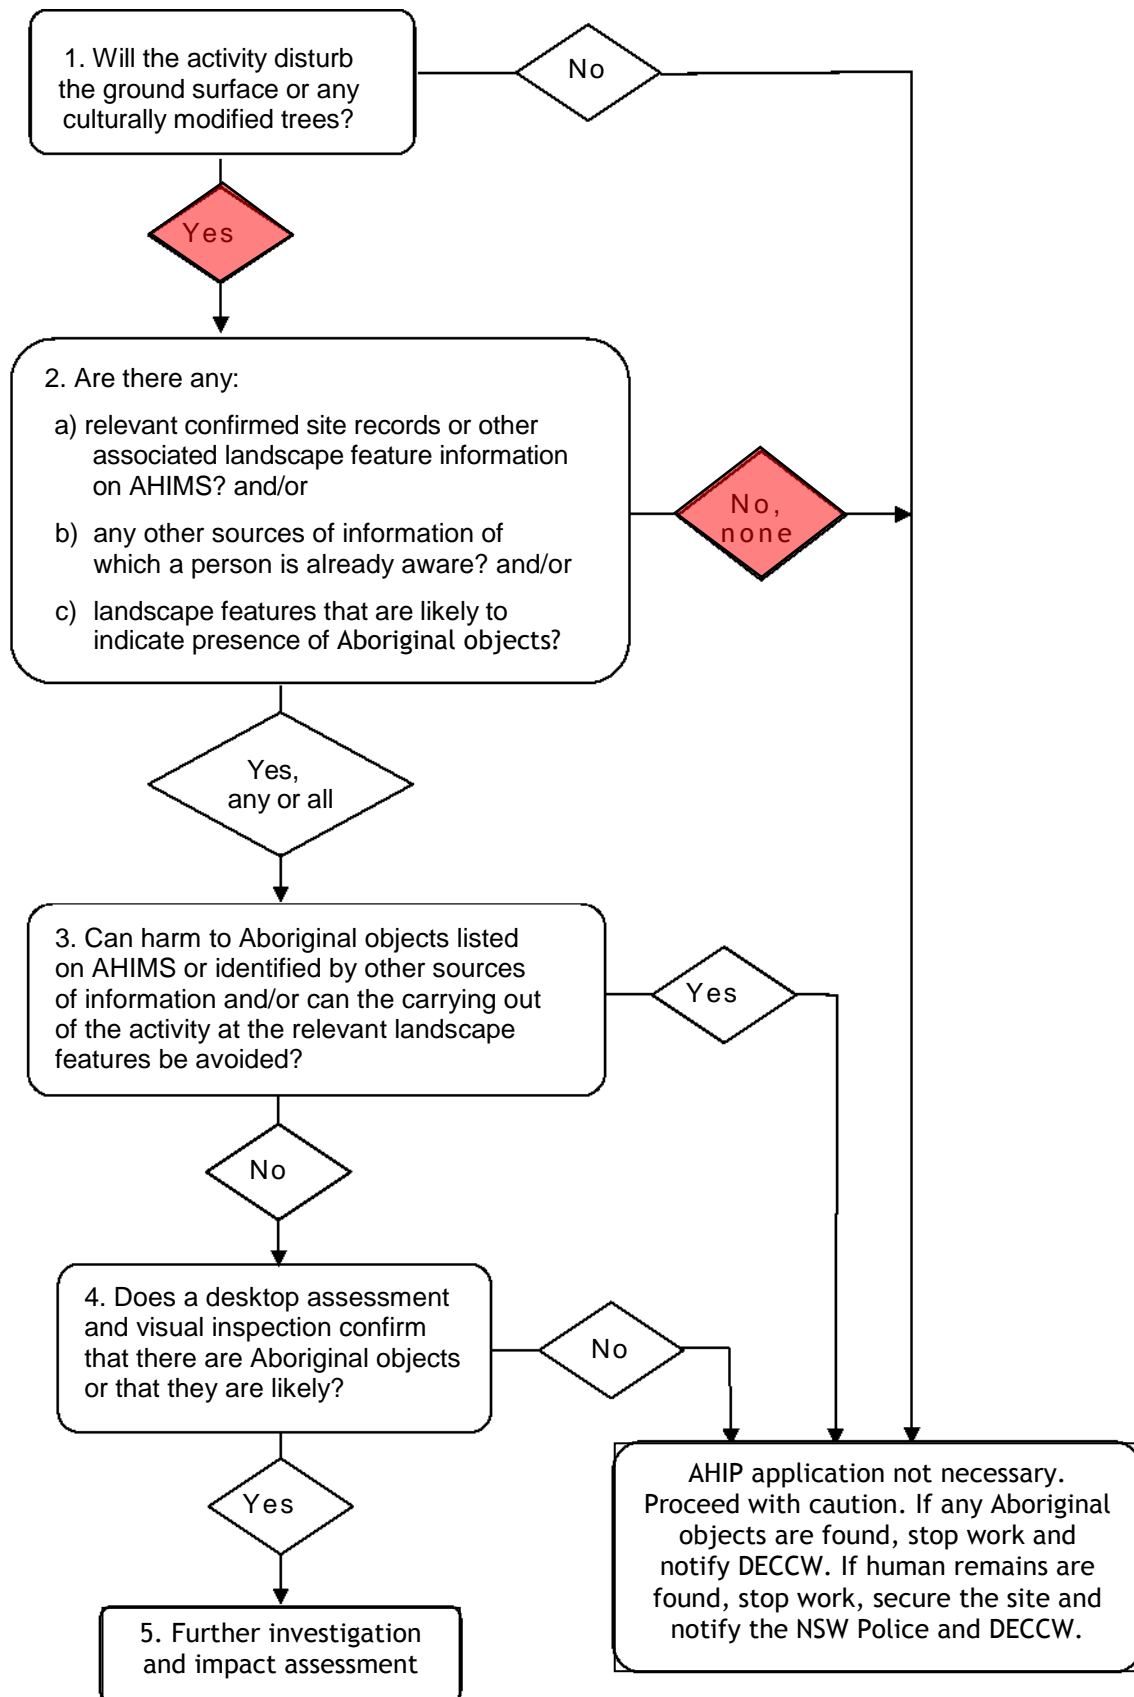 1. Will the activity disturb
the ground surface or any
culturally modified trees?
No
Yes
2. Are there any:
a) relevant confirmed site records or other
associated landscape feature information
on AHIMS? and/or
b) any other sources of information of
which a person is already aware? and/or
c) landscape features that are likely to
indicate presence of Aboriginal objects?
No,
none
Yes,
any or all
3. Can harm to Aboriginal objects listed
on AHIMS or identified by other sources
of information and/or can the carrying out
of the activity at the relevant landscape
features be avoided?
Yes
No
4. Does a desktop assessment
and visual inspection confirm
that there are Aboriginal objects
or that they are likely?
No
Yes
AHIP application not necessary.
Proceed with caution. If any Aboriginal
objects are found, stop work and
notify DECCW. If human remains are
found, stop work, secure the site and
notify the NSW Police and DECCW.
5. Further investigation
and impact assessment